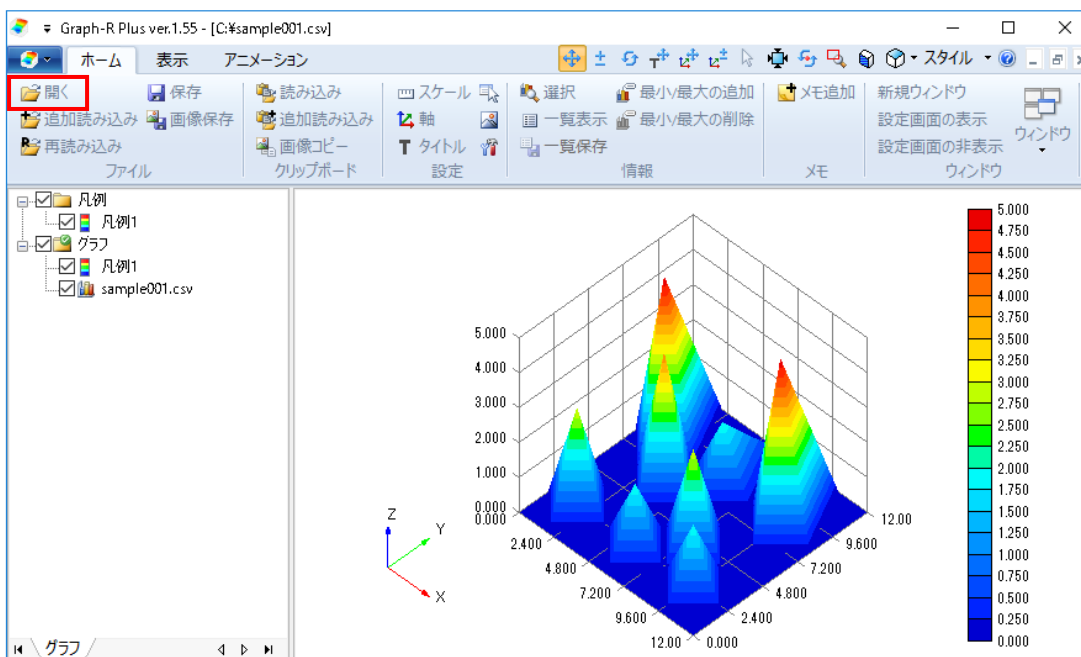 Graph-R Plus ver.1.55 - [C:¥sample001.csv]
ホーム 表示 アニメーション スタイル
開く 保存 読み込み スケール 選択 最小/最大の追加 メモ追加 新規ウィンドウ
追加読み込み 画像保存 追加読み込み 軸 一覧表示 最小/最大の削除 設定画面の表示 ウィンドウ
再読み込み 画像コピー タイトル 一覧保存 設定画面の非表示
ファイル クリップボード 設定 情報 メモ ウィンドウ
凡例
凡例1
グラフ
凡例1
sample001.csv
5.000
4.000
3.000
2.000
1.000
0.000
0.000
2.400
4.800
7.200
9.600
12.00
0.000
2.400
4.800
7.200
9.600
12.00
Z
Y
X
5.000
4.750
4.500
4.250
4.000
3.750
3.500
3.250
3.000
2.750
2.500
2.250
2.000
1.750
1.500
1.250
1.000
0.750
0.500
0.250
0.000
グラフ